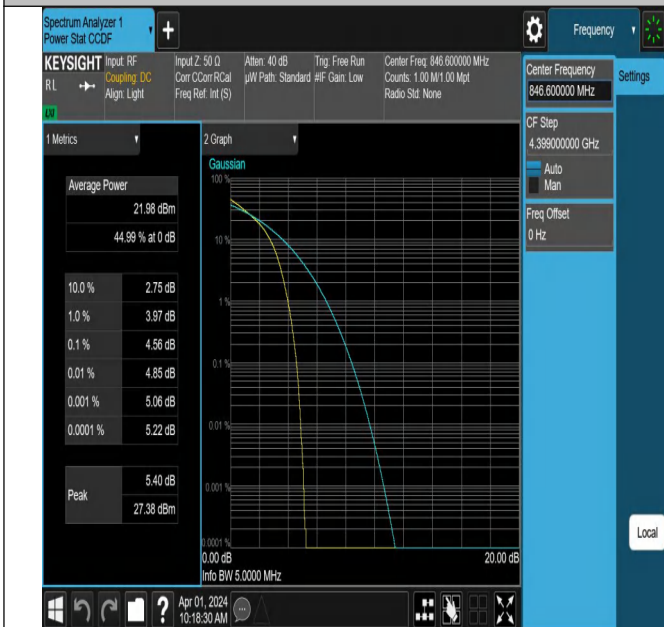 Spectrum Analyzer 1
Power Stat CCDF
Frequency
KEYSIGHT
RL
LXI
Input: RF
Coupling: DC
Align: Light
Input Z: 50 Ω
Corr CCorr RCal
Freq Ref: Int (S)
Atten: 40 dB
µW Path: Standard
Trig: Free Run
#IF Gain: Low
Center Freq: 846.600000 MHz
Counts: 1.00 M/1.00 Mpt
Radio Std: None
Center Frequency
846.600000 MHz
Settings
CF Step
4.399000000 GHz
Auto
Man
Freq Offset
0 Hz
Local
1 Metrics
Average Power
21.98 dBm
44.99 % at 0 dB
10.0 % 2.75 dB
1.0 % 3.97 dB
0.1 % 4.56 dB
0.01 % 4.85 dB
0.001 % 5.06 dB
0.0001 % 5.22 dB
Peak
5.40 dB
27.38 dBm
2 Graph
Gaussian
100 %
10 %
1 %
0.1 %
0.01 %
0.001 %
0.0001 %
0.00 dB 20.00 dB
Info BW 5.0000 MHz
?
Apr 01, 2024
10:18:30 AM